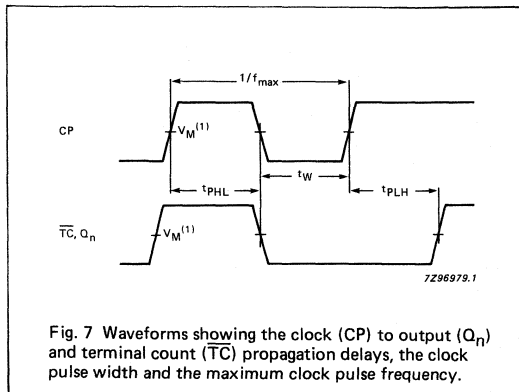 1/fmax
CP
VM(1)
tPHL
tW
tPLH
TC, Qn
VM(1)
7Z96979.1
Fig. 7 Waveforms showing the clock (CP) to output (Qn)
and terminal count (TC) propagation delays, the clock
pulse width and the maximum clock pulse frequency.